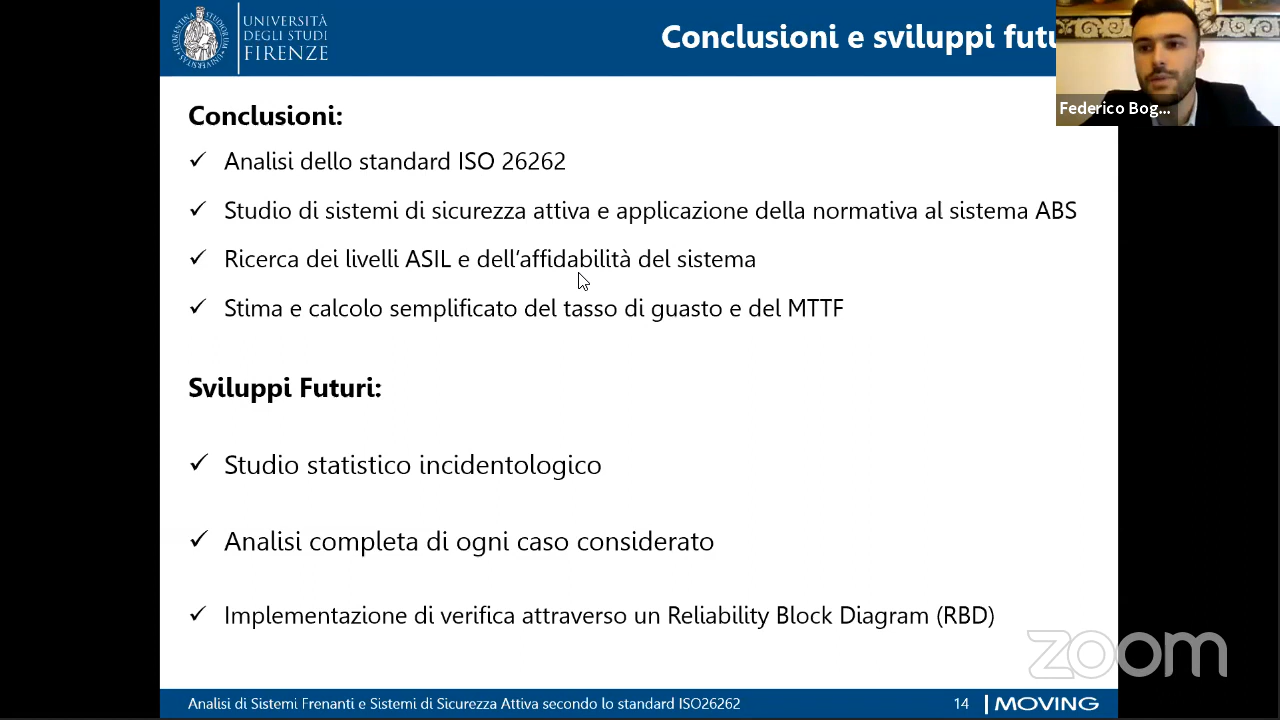 UNIVERSITÀ
DEGLI STUDI
FIRENZE
Conclusioni e sviluppi futu
Federico Bog...
Conclusioni:
✓ Analisi dello standard ISO 26262
✓ Studio di sistemi di sicurezza attiva e applicazione della normativa al sistema ABS
✓ Ricerca dei livelli ASIL e dell'affidabilità del sistema
✓ Stima e calcolo semplificato del tasso di guasto e del MTTF
Sviluppi Futuri:
✓ Studio statistico incidentologico
✓ Analisi completa di ogni caso considerato
✓ Implementazione di verifica attraverso un Reliability Block Diagram (RBD)
zoom
Analisi di Sistemi Frenanti e Sistemi di Sicurezza Attiva secondo lo standard ISO26262
14
MOVING